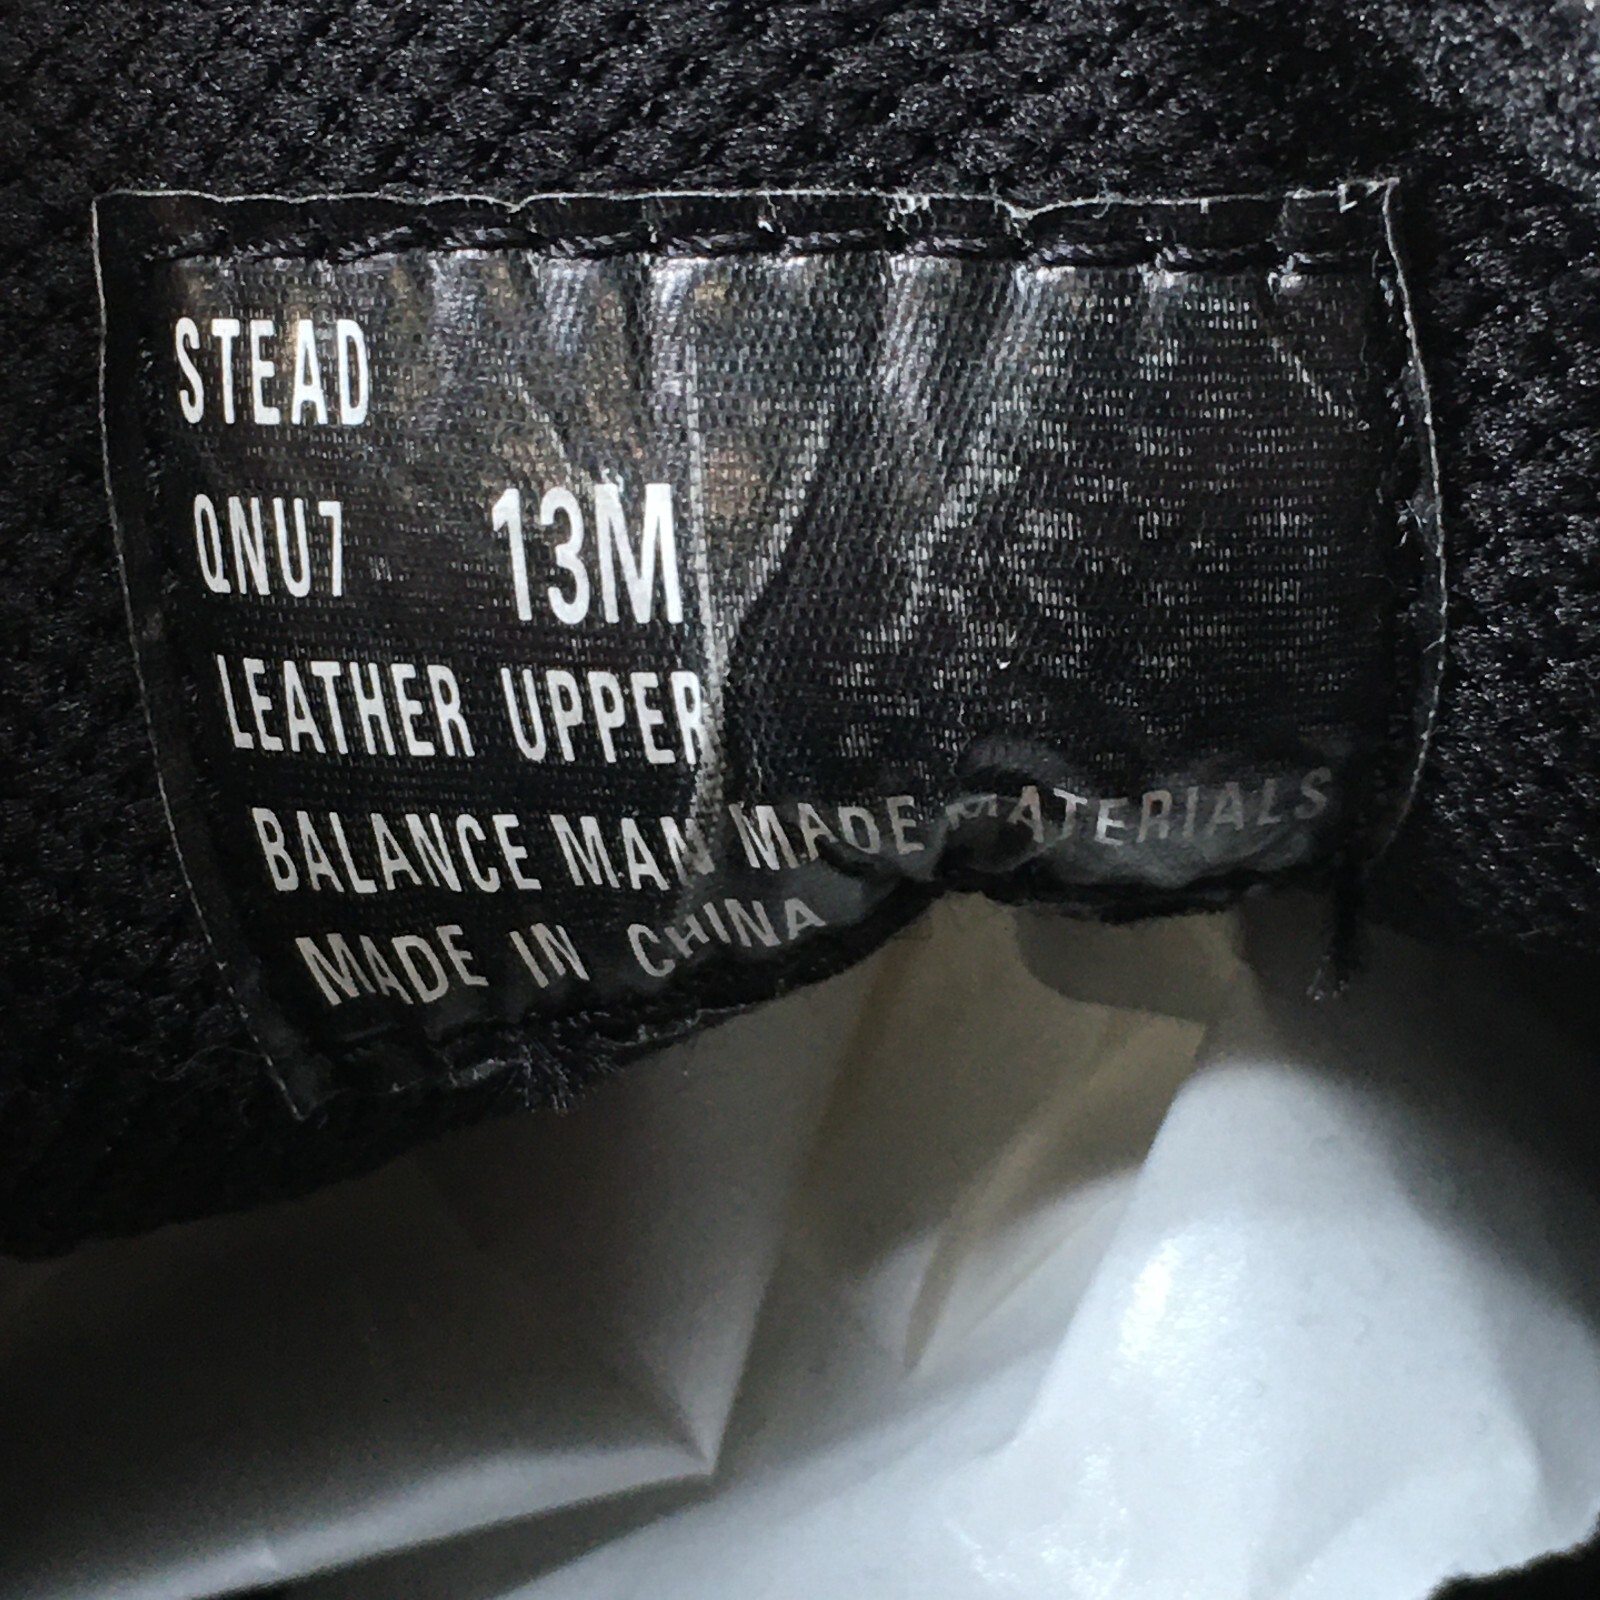 STEAD
QNU7 13M
LEATHER UPPER
BALANCE MAN MADE MATERIALS
MADE IN CHINA